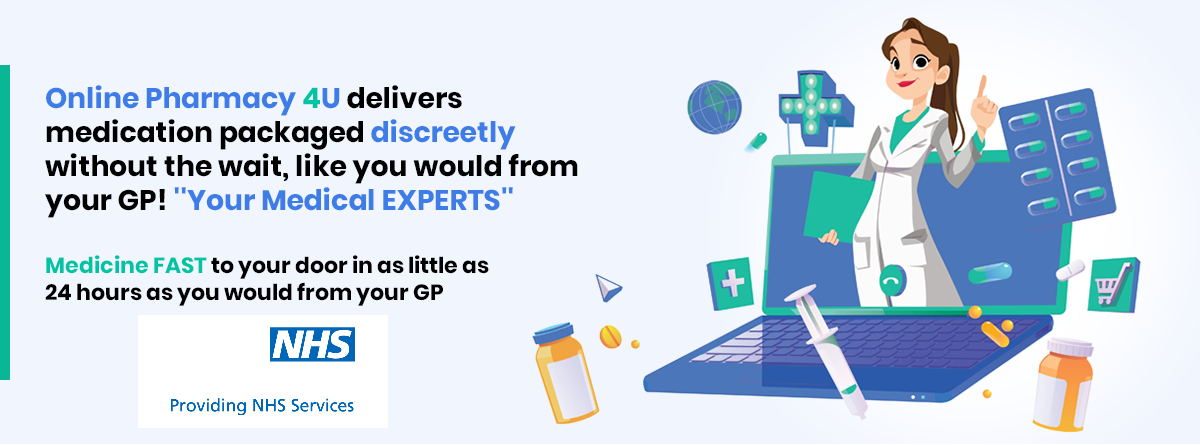 Online Pharmacy 4U delivers
medication packaged discreetly
without the wait, like you would from
your GP! "Your Medical EXPERTS"
Medicine FAST to your door in as little as
24 hours as you would from your GP
NHS
Providing NHS Services